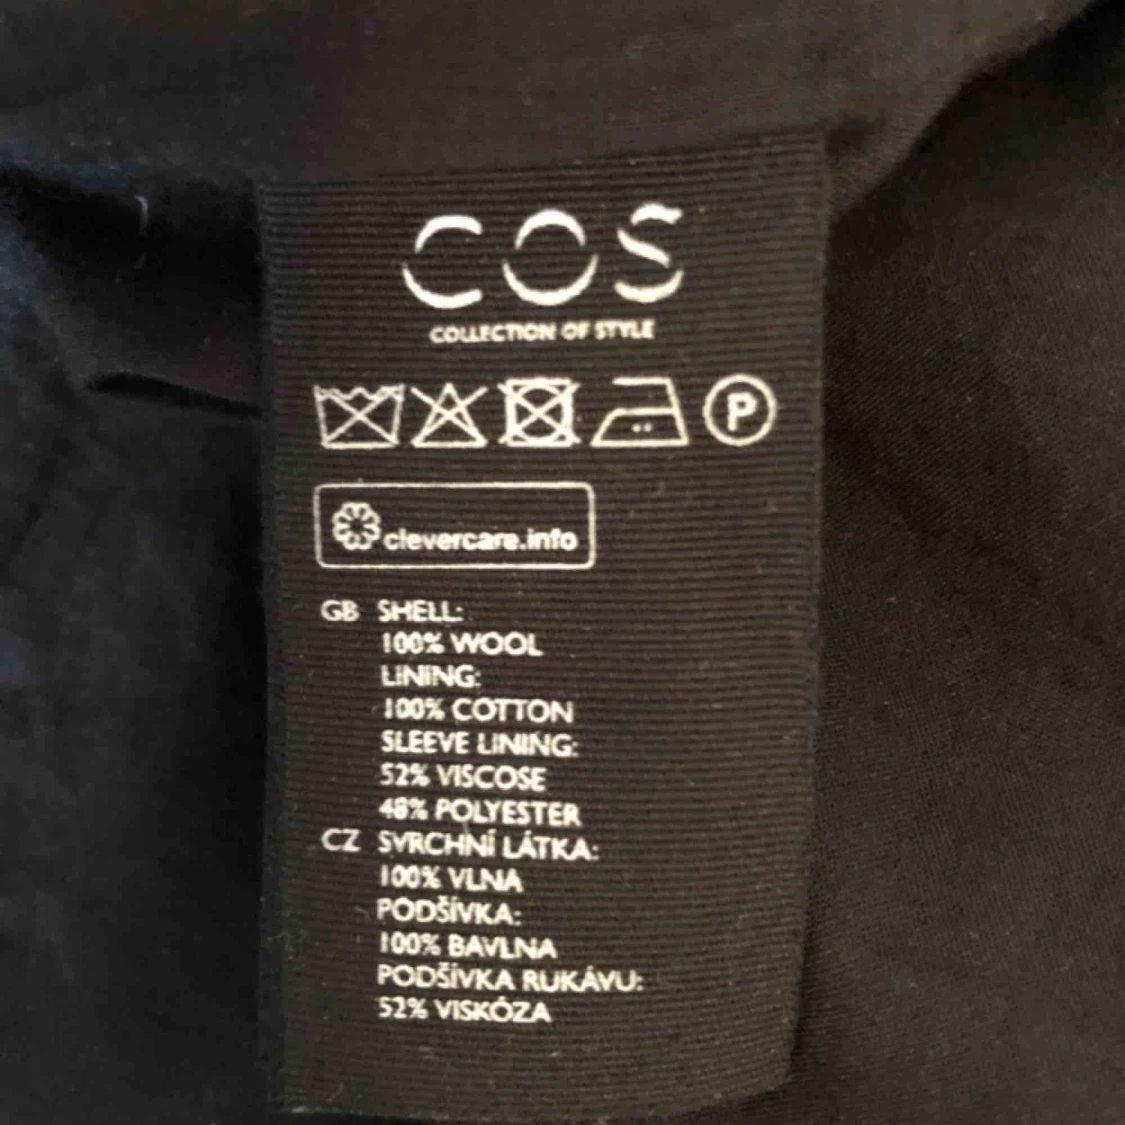 COS
COLLECTION OF STYLE
P
clevercare.info
GB SHELL:
100% WOOL
LINING:
100% COTTON
SLEEVE LINING:
52% VISCOSE
48% POLYESTER
CZ SVRCHNÍ LÁTKA:
100% VLNA
PODŠÍVKA:
100% BAVLNA
PODŠÍVKA RUKÁVU:
52% VISKÓZA